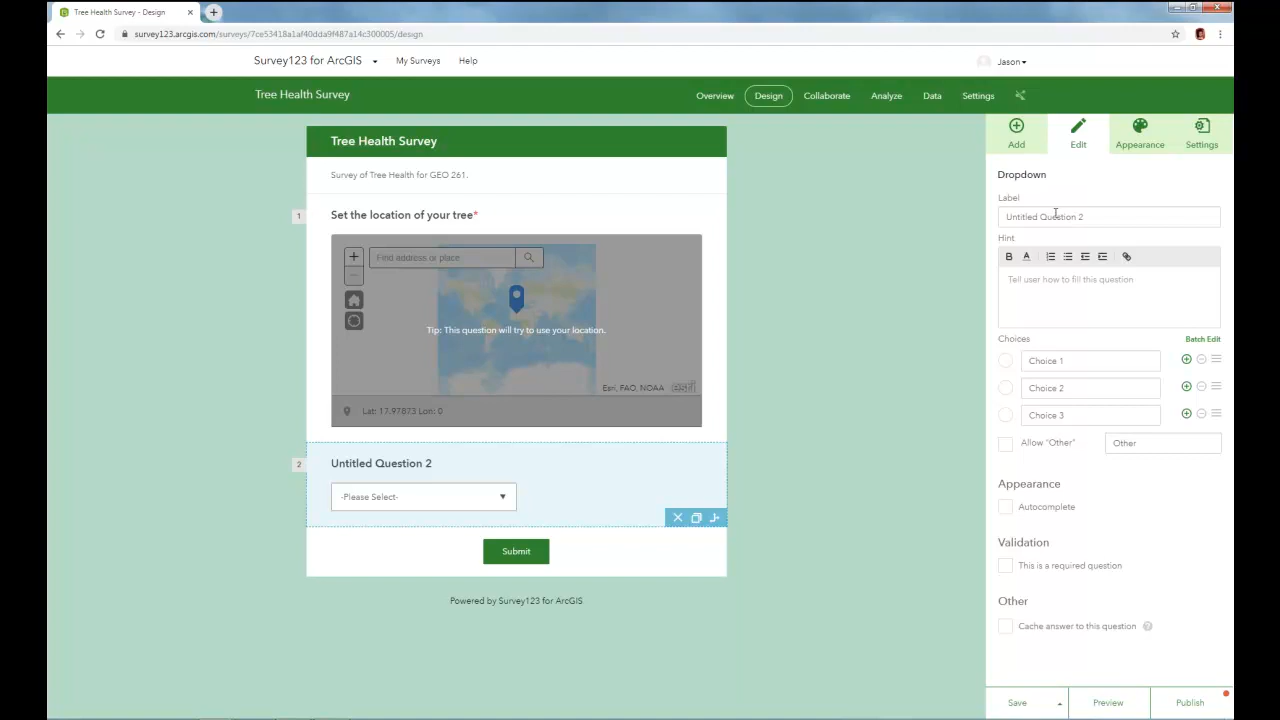 Tree Health Survey - Design
survey123.arcgis.com/surveys/7ce53418a1af40dda9f487a14c300005/design
Survey123 for ArcGIS
My Surveys
Help
Jason
Tree Health Survey
Overview
Design
Collaborate
Analyze
Data
Settings
Tree Health Survey
Survey of Tree Health for GEO 261.
1
Set the location of your tree*
+
Find address or place
Tip: This question will try to use your location.
Esri, FAO, NOAA
esri
Lat: 17.97873 Lon: 0
2
Untitled Question 2
-Please Select-
Submit
Powered by Survey123 for ArcGIS
Add
Edit
Appearance
Settings
Dropdown
Label
Untitled Question 2
Hint
B A
Tell user how to fill this question
Choices
Batch Edit
Choice 1
Choice 2
Choice 3
Allow "Other"
Other
Appearance
Autocomplete
Validation
This is a required question
Other
Cache answer to this question ?
Save
Preview
Publish